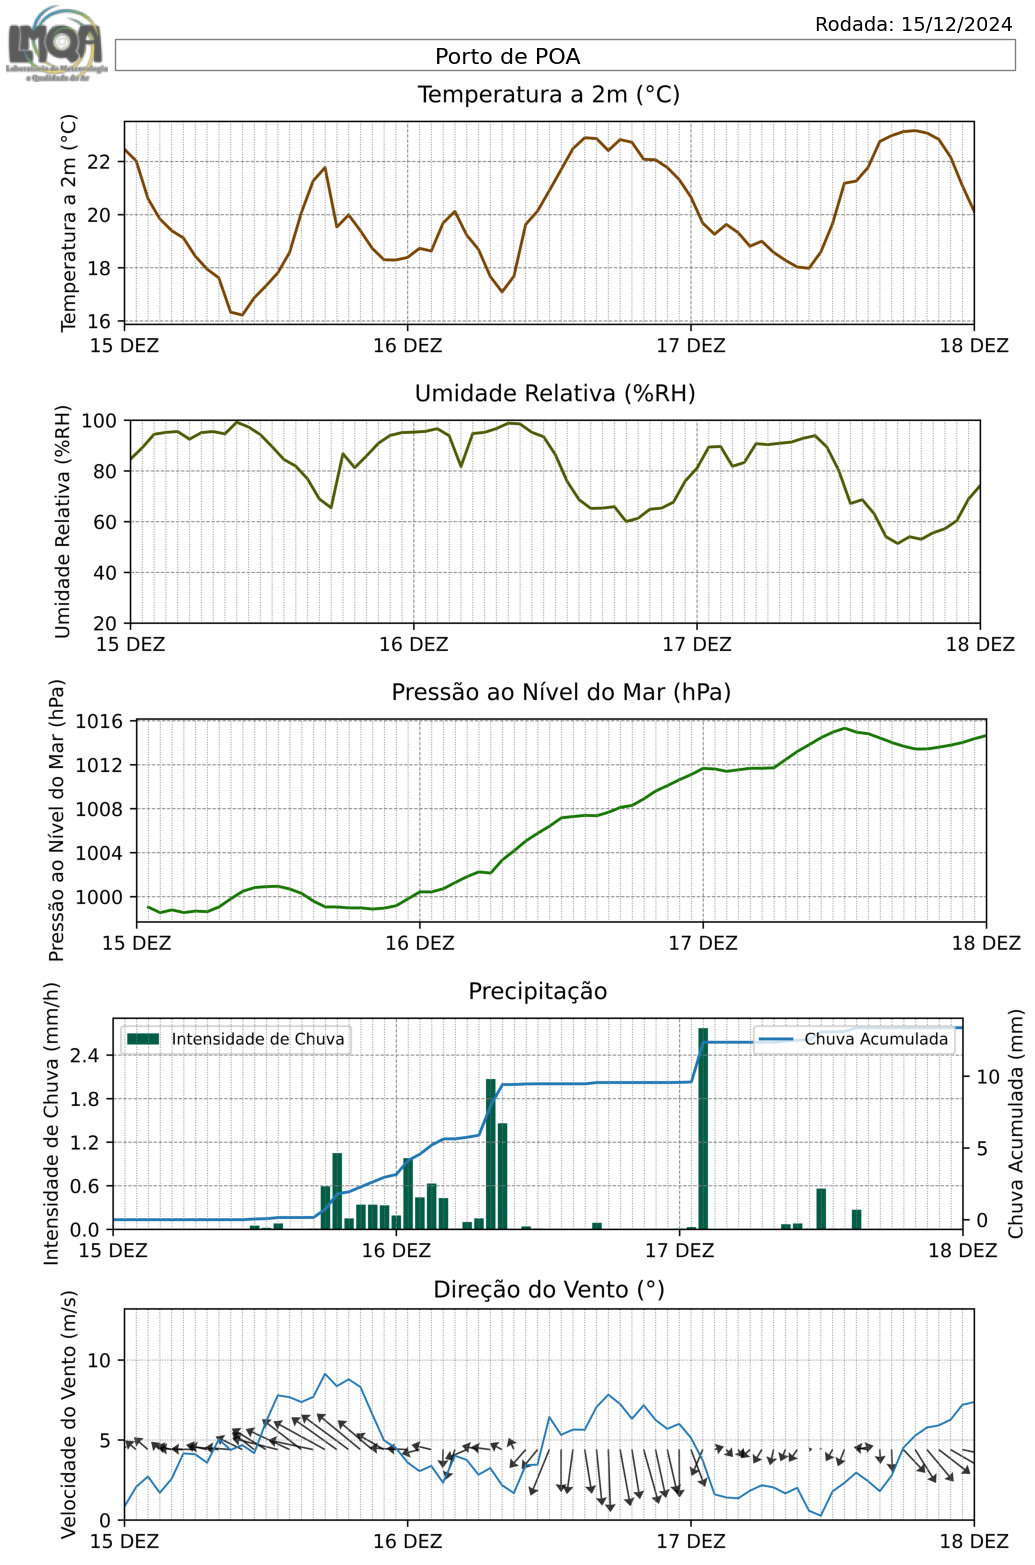 LMQA
Laboratório de Meteorologia
e Qualidade do Ar
Rodada: 15/12/2024
Porto de POA
Temperatura a 2m (°C)
Temperatura a 2m (°C)
22
20
18
16
15 DEZ 16 DEZ 17 DEZ 18 DEZ
Umidade Relativa (%RH)
Umidade Relativa (%RH)
100
80
60
40
20
15 DEZ 16 DEZ 17 DEZ 18 DEZ
Pressão ao Nível do Mar (hPa)
Pressão ao Nível do Mar (hPa)
1016
1012
1008
1004
1000
15 DEZ 16 DEZ 17 DEZ 18 DEZ
Precipitação
Intensidade de Chuva (mm/h)
Intensidade de Chuva
Chuva Acumulada
2.4
1.8
1.2
0.6
0.0
10
5
0
Chuva Acumulada (mm)
15 DEZ 16 DEZ 17 DEZ 18 DEZ
Direção do Vento (°)
Velocidade do Vento (m/s)
10
5
0
15 DEZ 16 DEZ 17 DEZ 18 DEZ